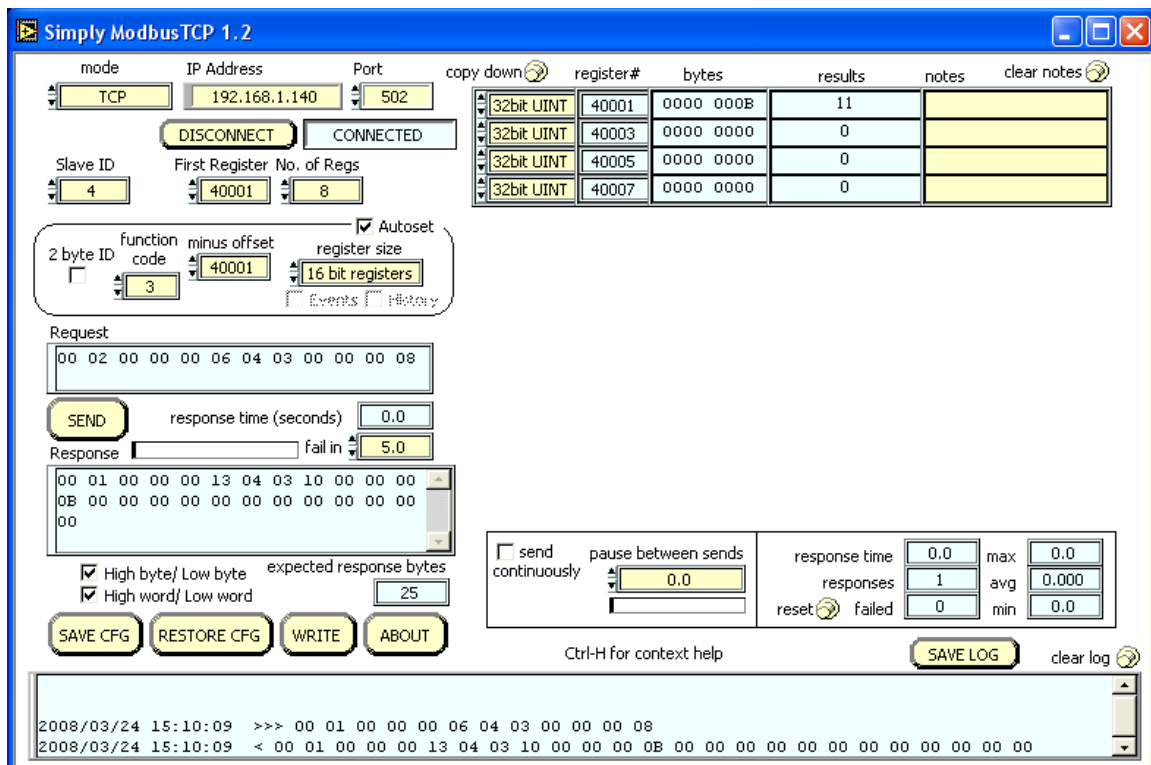 Simply ModbusTCP 1.2
mode IP Address Port copy down register# bytes results notes clear notes
TCP 192.168.1.140 502 32bit UINT 40001 0000 000B 11
DISCONNECT CONNECTED 32bit UINT 40003 0000 0000 0
Slave ID First Register No. of Regs 32bit UINT 40005 0000 0000 0
4 40001 8 32bit UINT 40007 0000 0000 0
Autoset
2 byte ID function code minus offset register size
3 40001 16 bit registers
Events History
Request
00 02 00 00 00 06 04 03 00 00 00 08
SEND response time (seconds) 0.0
Response fail in 5.0
00 01 00 00 00 13 04 03 10 00 00 00
0B 00 00 00 00 00 00 00 00 00 00 00
00
High byte/ Low byte expected response bytes
High word/ Low word 25
SAVE CFG RESTORE CFG WRITE ABOUT
send continuously pause between sends
0.0
response time 0.0 max 0.0
responses 1 avg 0.000
reset failed 0 min 0.0
Ctrl-H for context help SAVE LOG clear log
2008/03/24 15:10:09 >>> 00 01 00 00 00 06 04 03 00 00 00 08
2008/03/24 15:10:09 < 00 01 00 00 00 13 04 03 10 00 00 00 0B 00 00 00 00 00 00 00 00 00 00 00 00